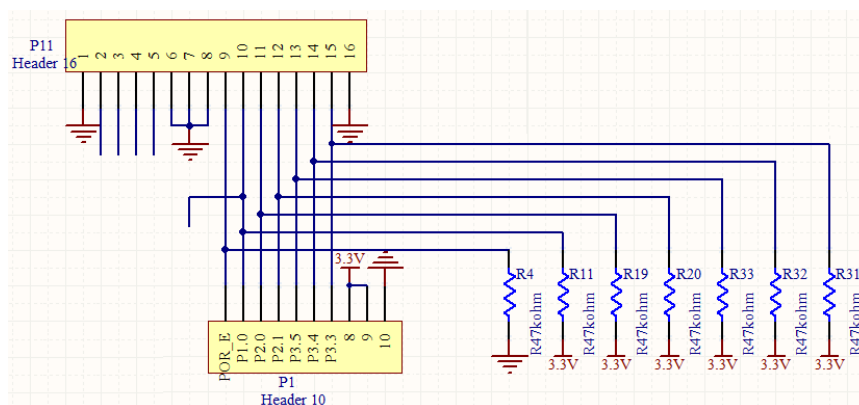 P11
Header 16
1 2 3 4 5 6 7 8 9 10 11 12 13 14 15 16
3.3V
R4 R11 R19 R20 R33 R32 R31
R47kohm R47kohm R47kohm R47kohm R47kohm R47kohm R47kohm
3.3V 3.3V 3.3V 3.3V 3.3V 3.3V
POR_E P1.0 P2.0 P2.1 P3.5 P3.4 P3.3 8 9 10
P1
Header 10